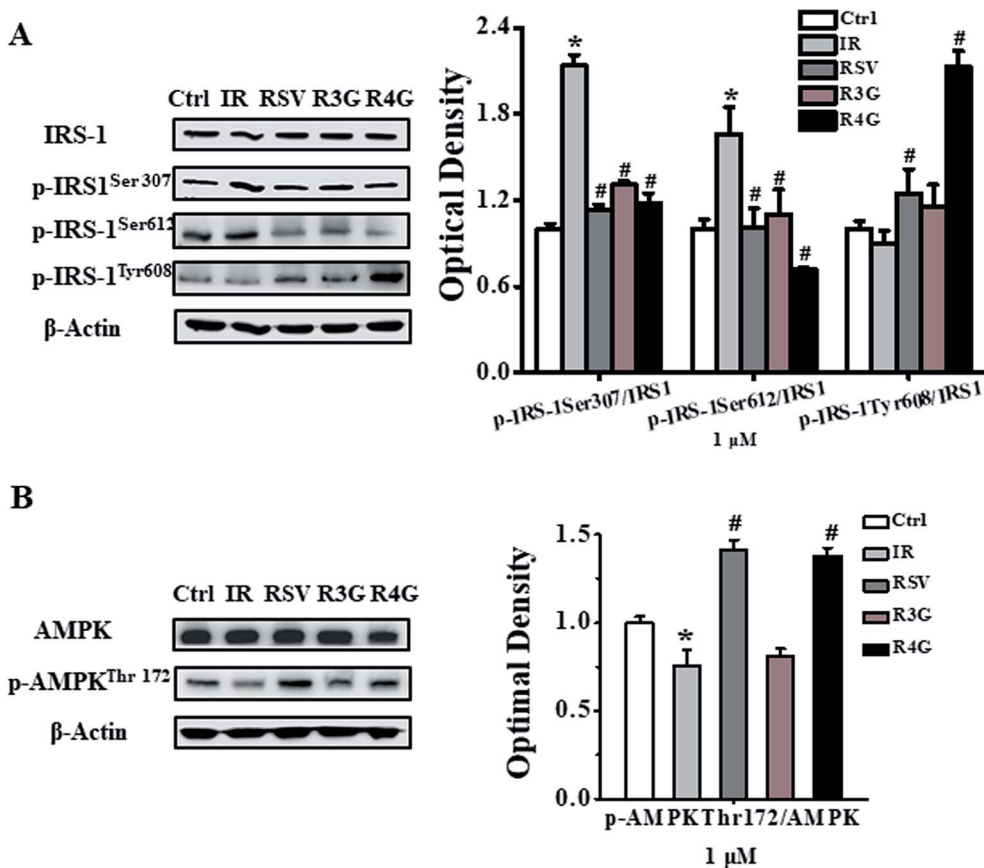 A
Ctrl IR RSV R3G R4G
IRS-1
p-IRS1Ser307
p-IRS-1Ser612
p-IRS-1Tyr608
β-Actin
Optical Density
2.4
1.8
1.2
0.6
0.0
Ctrl
IR
RSV
R3G
R4G
*
#
#
#
*
#
#
#
#
#
p-IRS-1Ser307/IRS1
p-IRS-1Ser612/IRS1
p-IRS-1Tyr608/IRS1
1 μM
B
Ctrl IR RSV R3G R4G
AMPK
p-AMPKThr 172
β-Actin
Optimal Density
1.5
1.0
0.5
0.0
*
#
#
Ctrl
IR
RSV
R3G
R4G
p-AMPKThr172/AMPK
1 μM